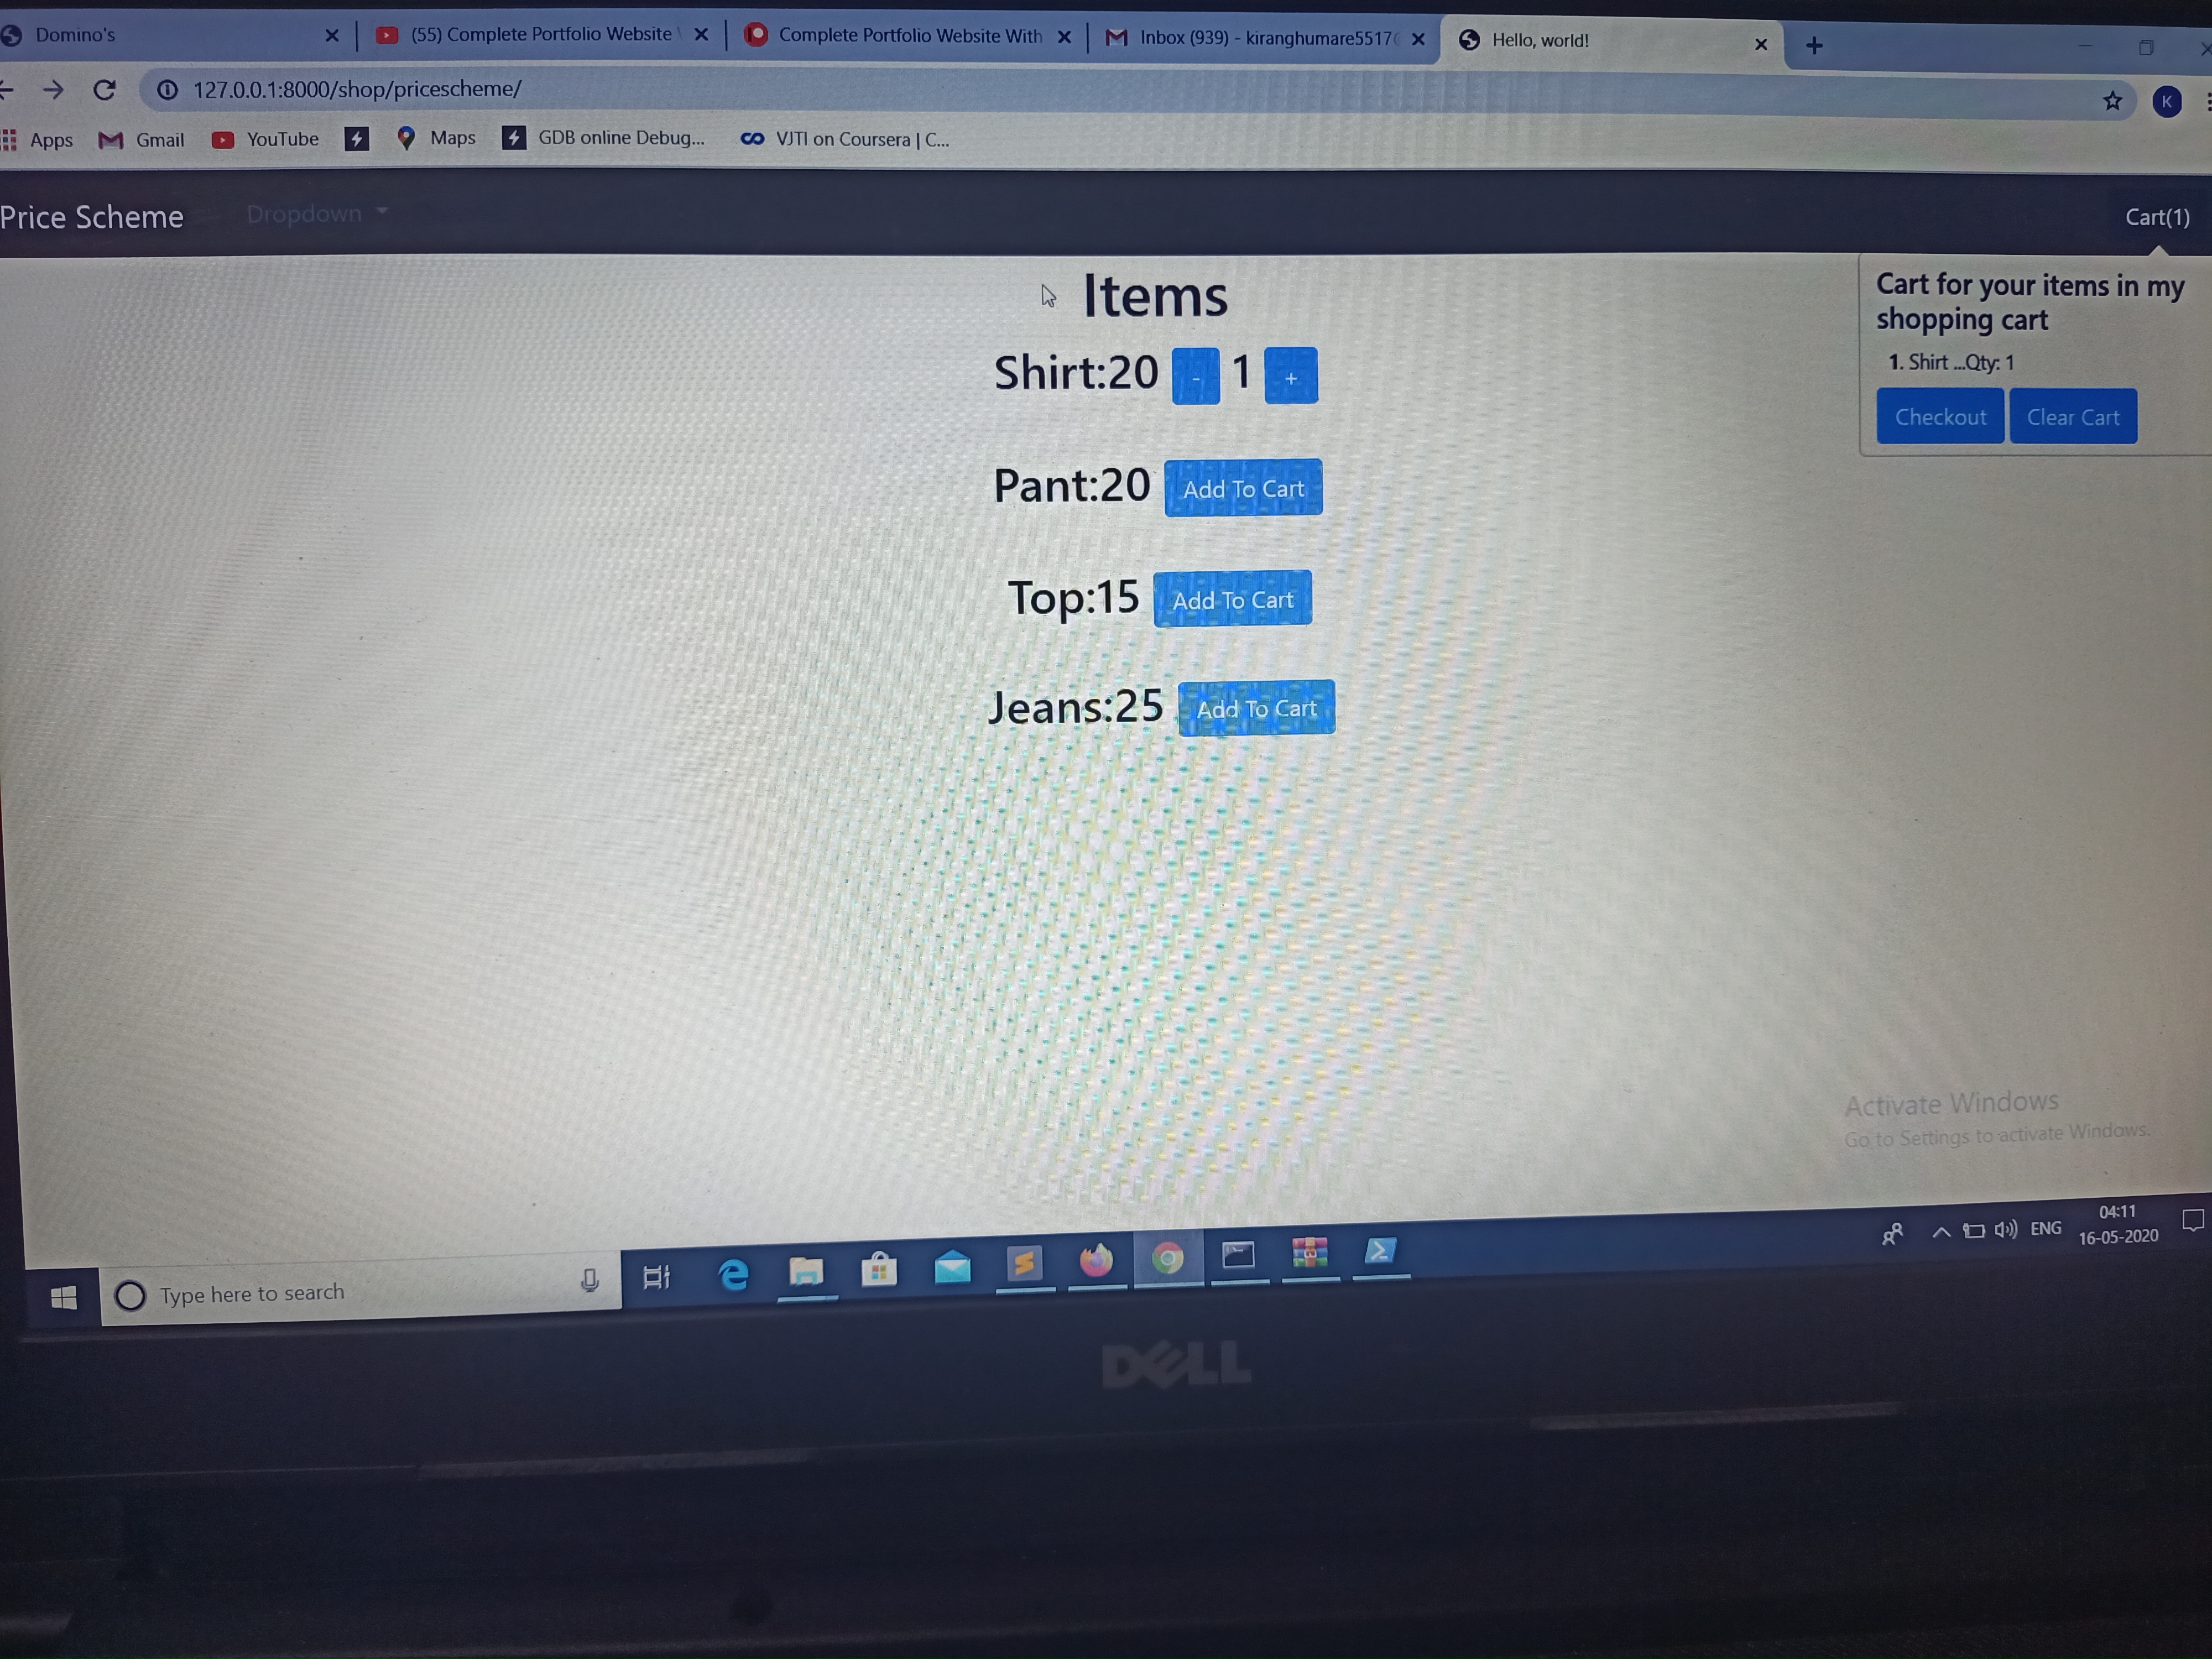 Domino's
(55) Complete Portfolio Website
Complete Portfolio Website With
Inbox (939) - kiranghumare5517
Hello, world!
127.0.0.1:8000/shop/pricescheme/
K
Apps
Gmail
YouTube
Maps
GDB online Debug...
VJTI on Coursera | C...
Price Scheme
Dropdown
Cart(1)
Items
Shirt:20 - 1 +
Pant:20 Add To Cart
Top:15 Add To Cart
Jeans:25 Add To Cart
Cart for your items in my
shopping cart
1. Shirt ...Qty: 1
Checkout Clear Cart
Activate Windows
Go to Settings to activate Windows.
Type here to search
ENG
04:11
16-05-2020
DELL